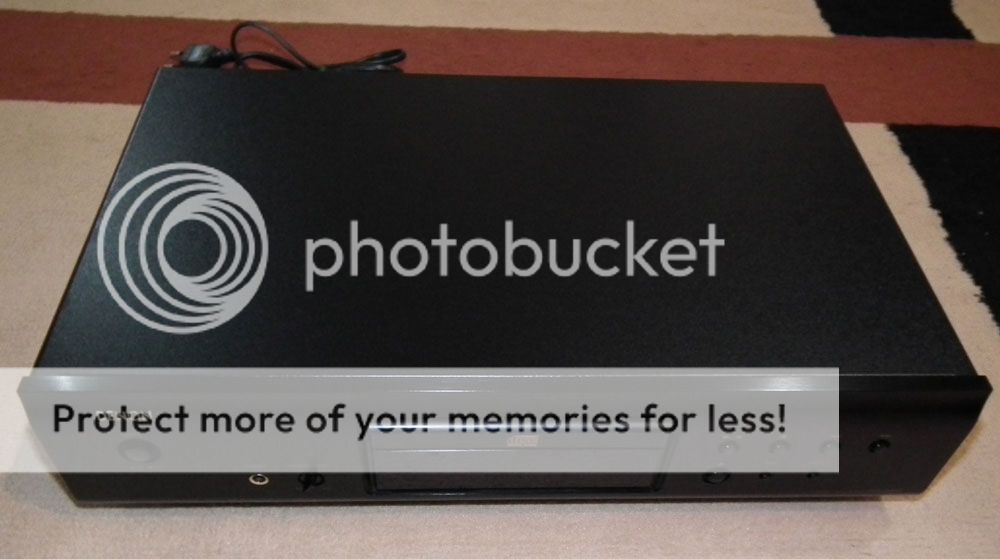 photobucket
Protect more of your memories for less!